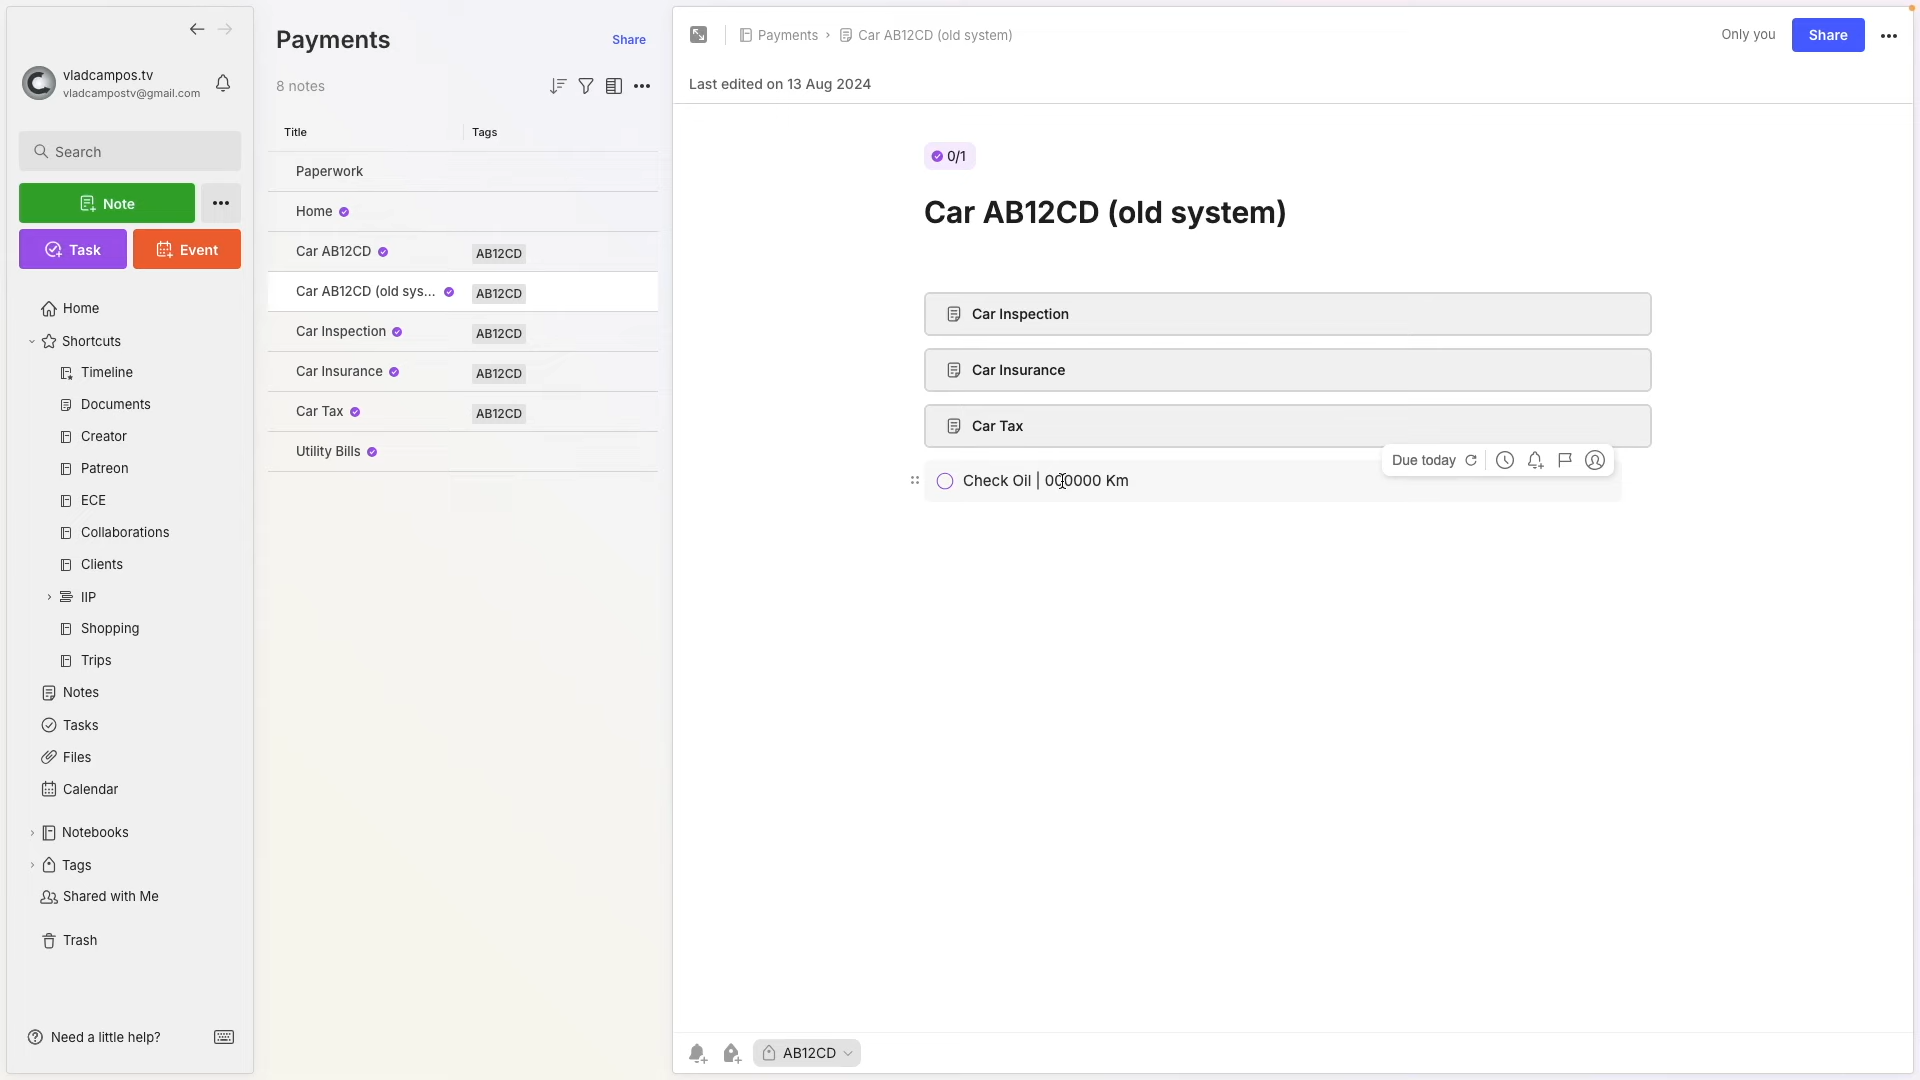 vladcampos.tv
vladcampostv@gmail.com
Search
Note
Task
Event
Home
Shortcuts
Timeline
Documents
Creator
Patreon
ECE
Collaborations
Clients
IIP
Shopping
Trips
Notes
Tasks
Files
Calendar
Notebooks
Tags
Shared with Me
Trash
Need a little help?
Payments
Share
8 notes
Title Tags
Paperwork
Home
Car AB12CD AB12CD
Car AB12CD (old sys... AB12CD
Car Inspection AB12CD
Car Insurance AB12CD
Car Tax AB12CD
Utility Bills
Payments › Car AB12CD (old system)
Only you
Share
Last edited on 13 Aug 2024
0/1
Car AB12CD (old system)
Car Inspection
Car Insurance
Car Tax
Due today
Check Oil | 000000 Km
AB12CD